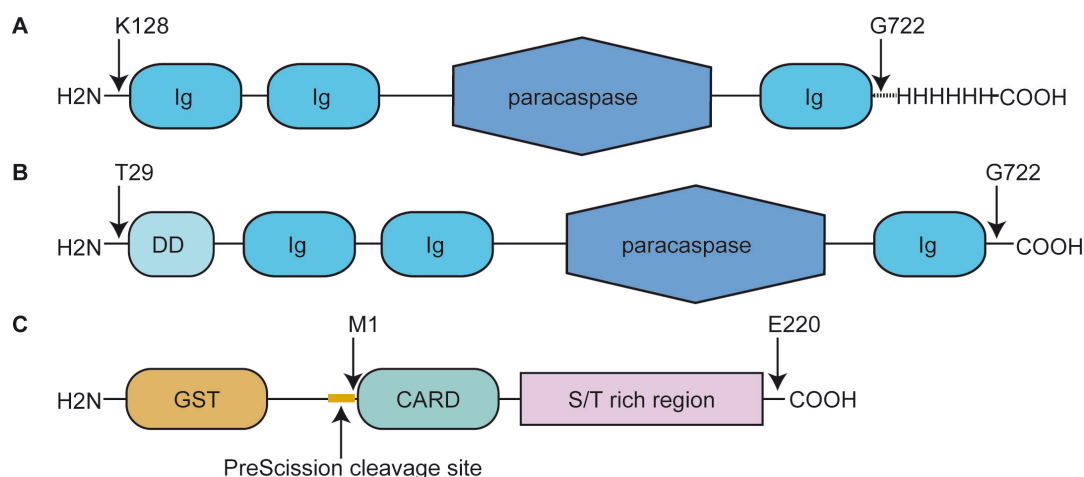 A
K128
G722
H2N
Ig
Ig
paracaspase
Ig
HHHHHH
COOH
B
T29
G722
H2N
DD
Ig
Ig
paracaspase
Ig
COOH
C
M1
E220
H2N
GST
CARD
S/T rich region
COOH
PreScission cleavage site